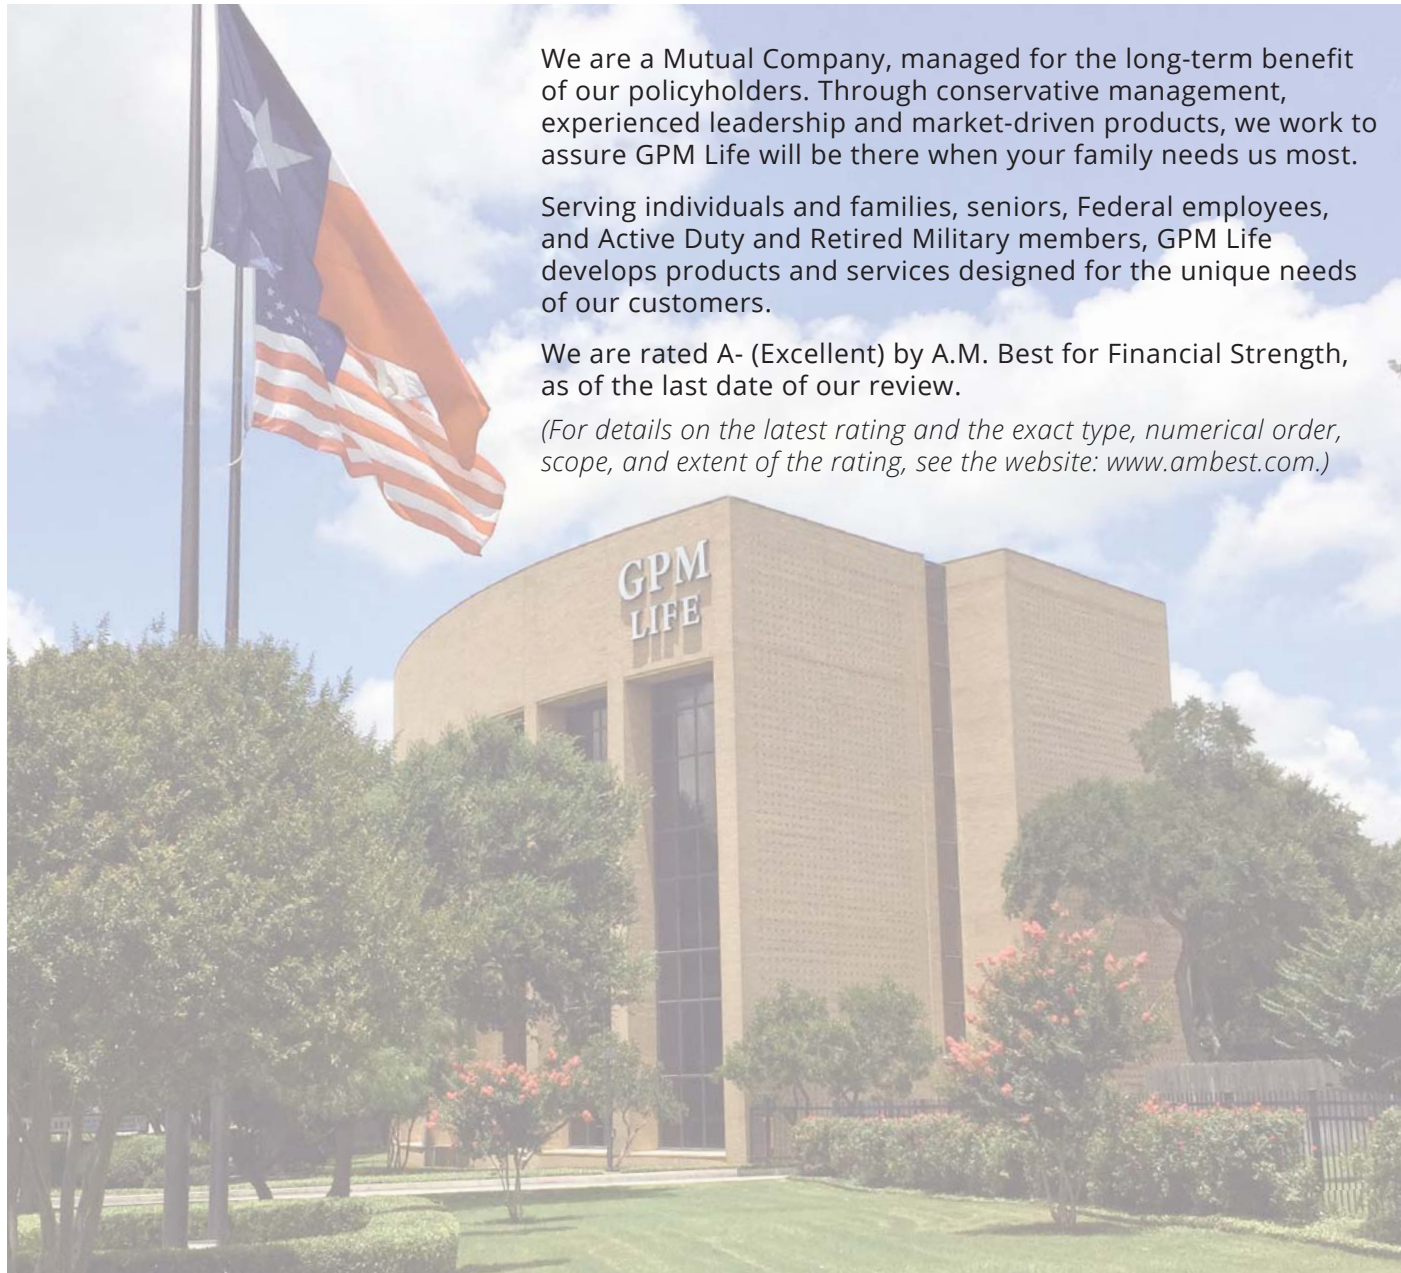 We are a Mutual Company, managed for the long-term benefit
of our policyholders. Through conservative management,
experienced leadership and market-driven products, we work to
assure GPM Life will be there when your family needs us most.
Serving individuals and families, seniors, Federal employees,
and Active Duty and Retired Military members, GPM Life
develops products and services designed for the unique needs
of our customers.
We are rated A- (Excellent) by A.M. Best for Financial Strength,
as of the last date of our review.
(For details on the latest rating and the exact type, numerical order,
scope, and extent of the rating, see the website: www.ambest.com.)
GPM
LIFE